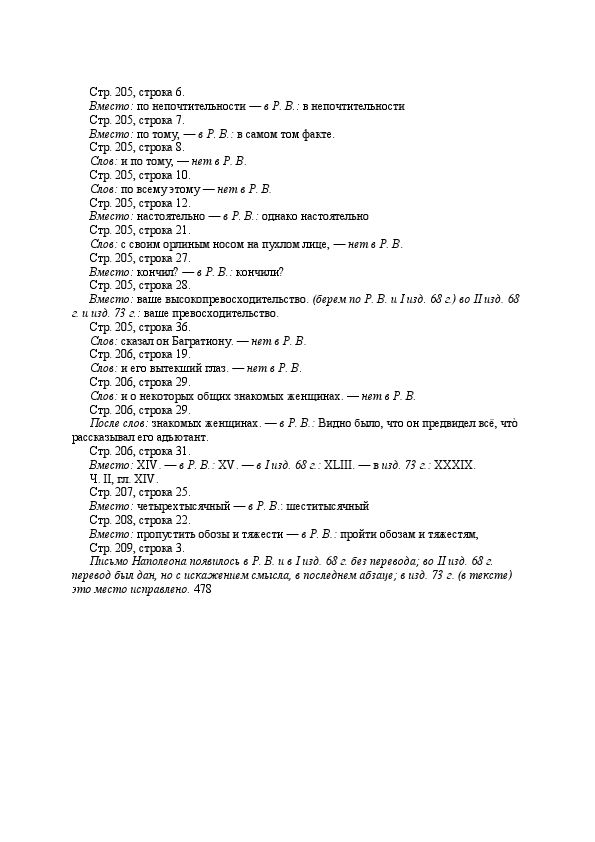 Стр. 205, строка 6.
Вместо: по непочтительности — в Р. В.: в непочтительности
Стр. 205, строка 7.
Вместо: по тому, — в Р. В.: в самом том факте.
Стр. 205, строка 8.
Слов: и по тому, — нет в Р. В.
Стр. 205, строка 10.
Слов: по всему этому — нет в Р. В.
Стр. 205, строка 12.
Вместо: настоятельно — в Р. В.: однако настоятельно
Стр. 205, строка 21.
Слов: с своим орлиным носом на пухлом лице, — нет в Р. В.
Стр. 205, строка 27.
Вместо: кончил? — в Р. В.: кончили?
Стр. 205, строка 28.
Вместо: ваше высокопревосходительство. (берем по Р. В. и I изд. 68 г.) во II изд. 68
г. и изд. 73 г.: ваше превосходительство.
Стр. 205, строка 36.
Слов: сказал он Багратиону. — нет в Р. В.
Стр. 206, строка 19.
Слов: и его вытекший глаз. — нет в Р. В.
Стр. 206, строка 29.
Слов: и о некоторых общих знакомых женщинах. — нет в Р. В.
Стр. 206, строка 29.
После слов: знакомых женщинах. — в Р. В.: Видно было, что он предвидел всё, чтò
рассказывал его адъютант.
Стр. 206, строка 31.
Вместо: XIV. — в Р. В.: XV. — в I изд. 68 г.: XLIII. — в изд. 73 г.: XXXIX.
Ч. II, гл. XIV.
Стр. 207, строка 25.
Вместо: четырехтысячный — в Р. В.: шеститысячный
Стр. 208, строка 22.
Вместо: пропустить обозы и тяжести — в Р. В.: пройти обозам и тяжестям,
Стр. 209, строка 3.
Письмо Наполеона появилось в Р. В. и в I изд. 68 г. без перевода; во II изд. 68 г.
перевод был дан, но с искажением смысла, в последнем абзаце; в изд. 73 г. (в тексте)
это место исправлено. 478